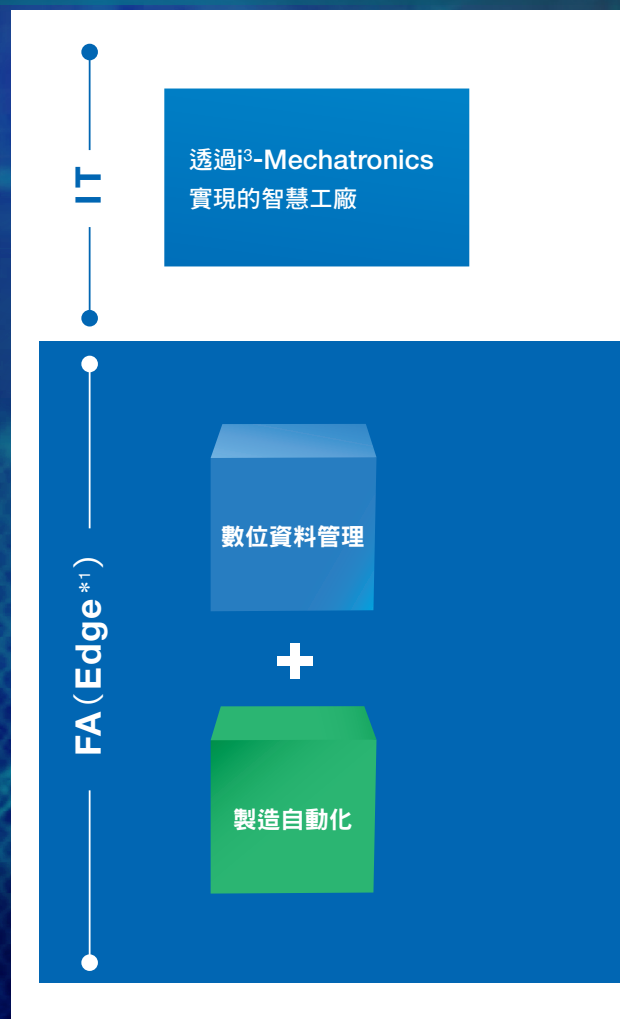 IT
透過i³-Mechatronics
實現的智慧工廠
FA(Edge*¹)
數位資料管理
+
製造自動化